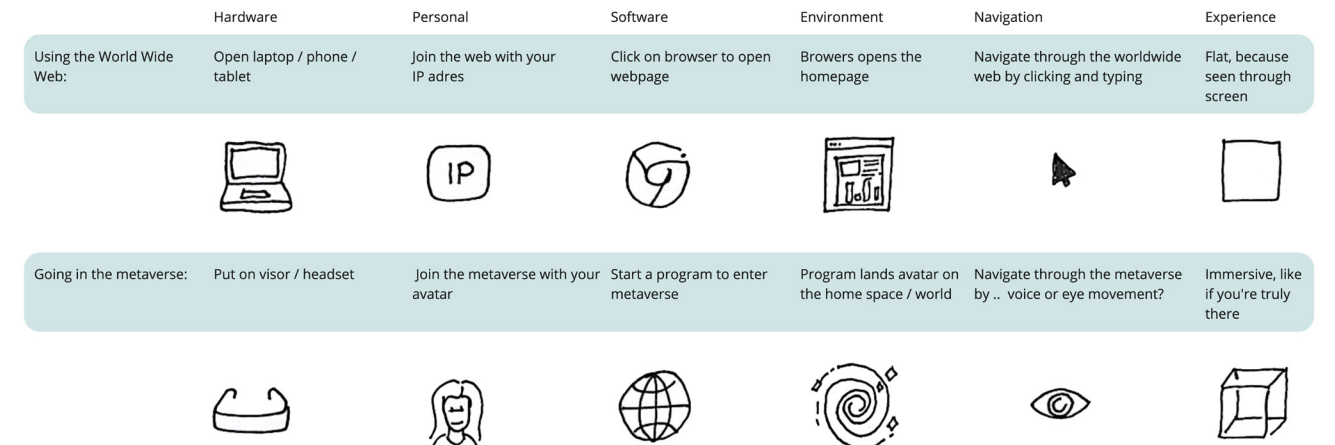 Hardware Personal Software Environment Navigation Experience
Using the World Wide Open laptop / phone / Join the web with your Click on browser to open Browers opens the Navigate through the worldwide Flat, because
Web: tablet IP adres webpage homepage web by clicking and typing seen through
screen
IP
Going in the metaverse: Put on visor / headset Join the metaverse with your Start a program to enter Program lands avatar on Navigate through the metaverse Immersive, like
avatar metaverse the home space / world by .. voice or eye movement? if you're truly
there